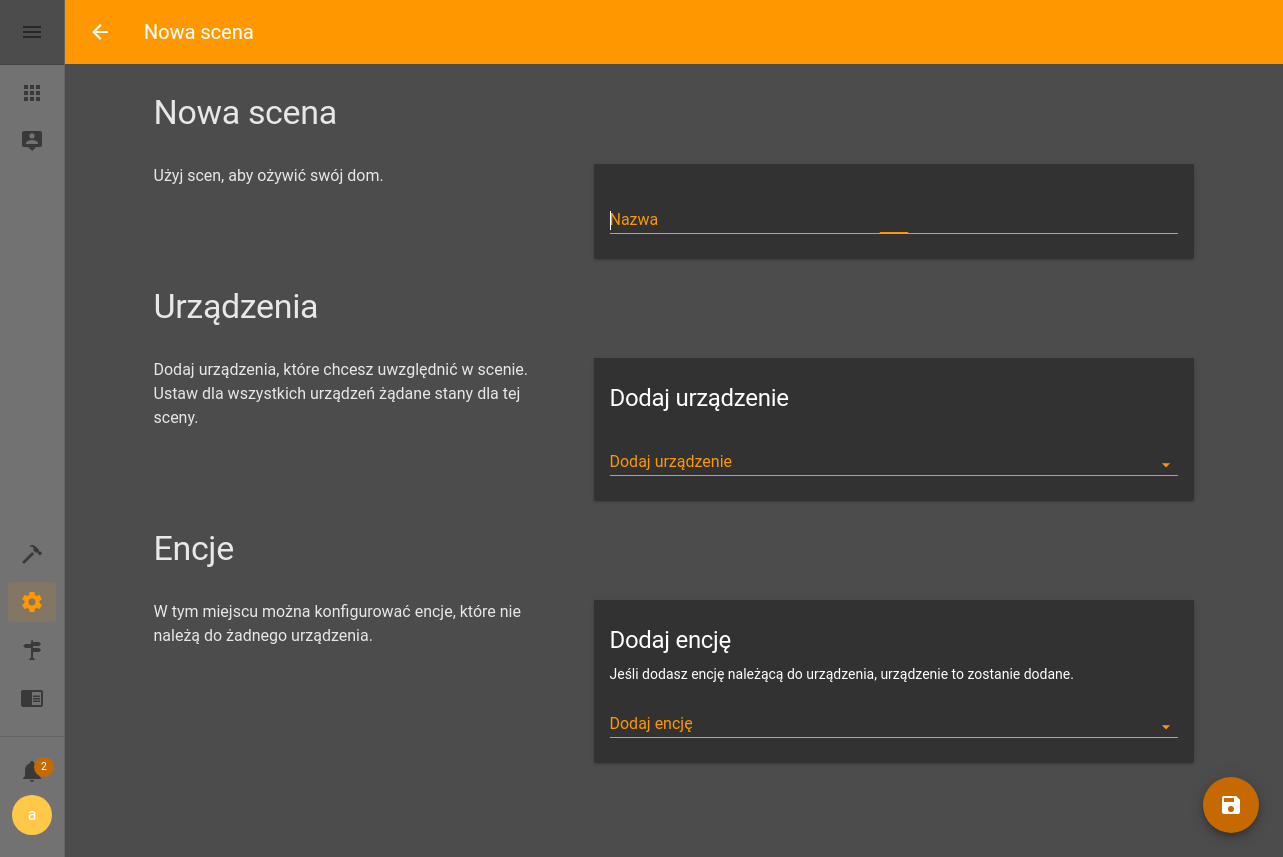 Nowa scena
Nowa scena
Użyj scen, aby ożywić swój dom.
Nazwa
Urządzenia
Dodaj urządzenia, które chcesz uwzględnić w scenie.
Ustaw dla wszystkich urządzeń żądane stany dla tej
sceny.
Dodaj urządzenie
Dodaj urządzenie
Encje
W tym miejscu można konfigurować encje, które nie
należą do żadnego urządzenia.
Dodaj encję
Jeśli dodasz encję należącą do urządzenia, urządzenie to zostanie dodane.
Dodaj encję
2
a